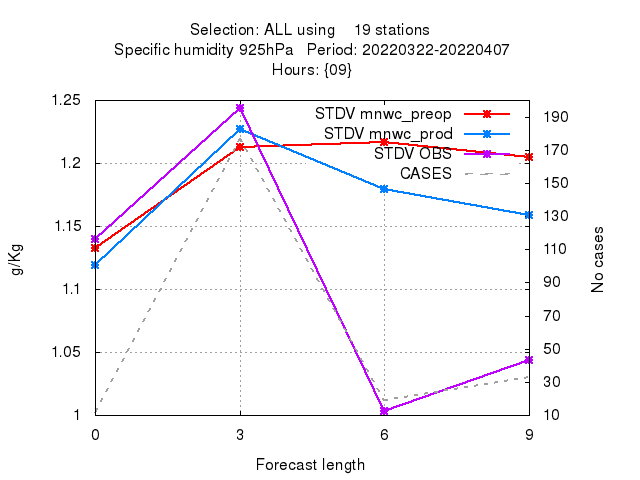 Selection: ALL using    19 stations
Specific humidity 925hPa   Period: 20220322-20220407
Hours: {09}
STDV mnwc_preop
STDV mnwc_prod
STDV OBS
CASES
g/Kg
1.25
1.2
1.15
1.1
1.05
1
190
170
150
130
110
90
70
50
30
10
No cases
0 3 6 9
Forecast length